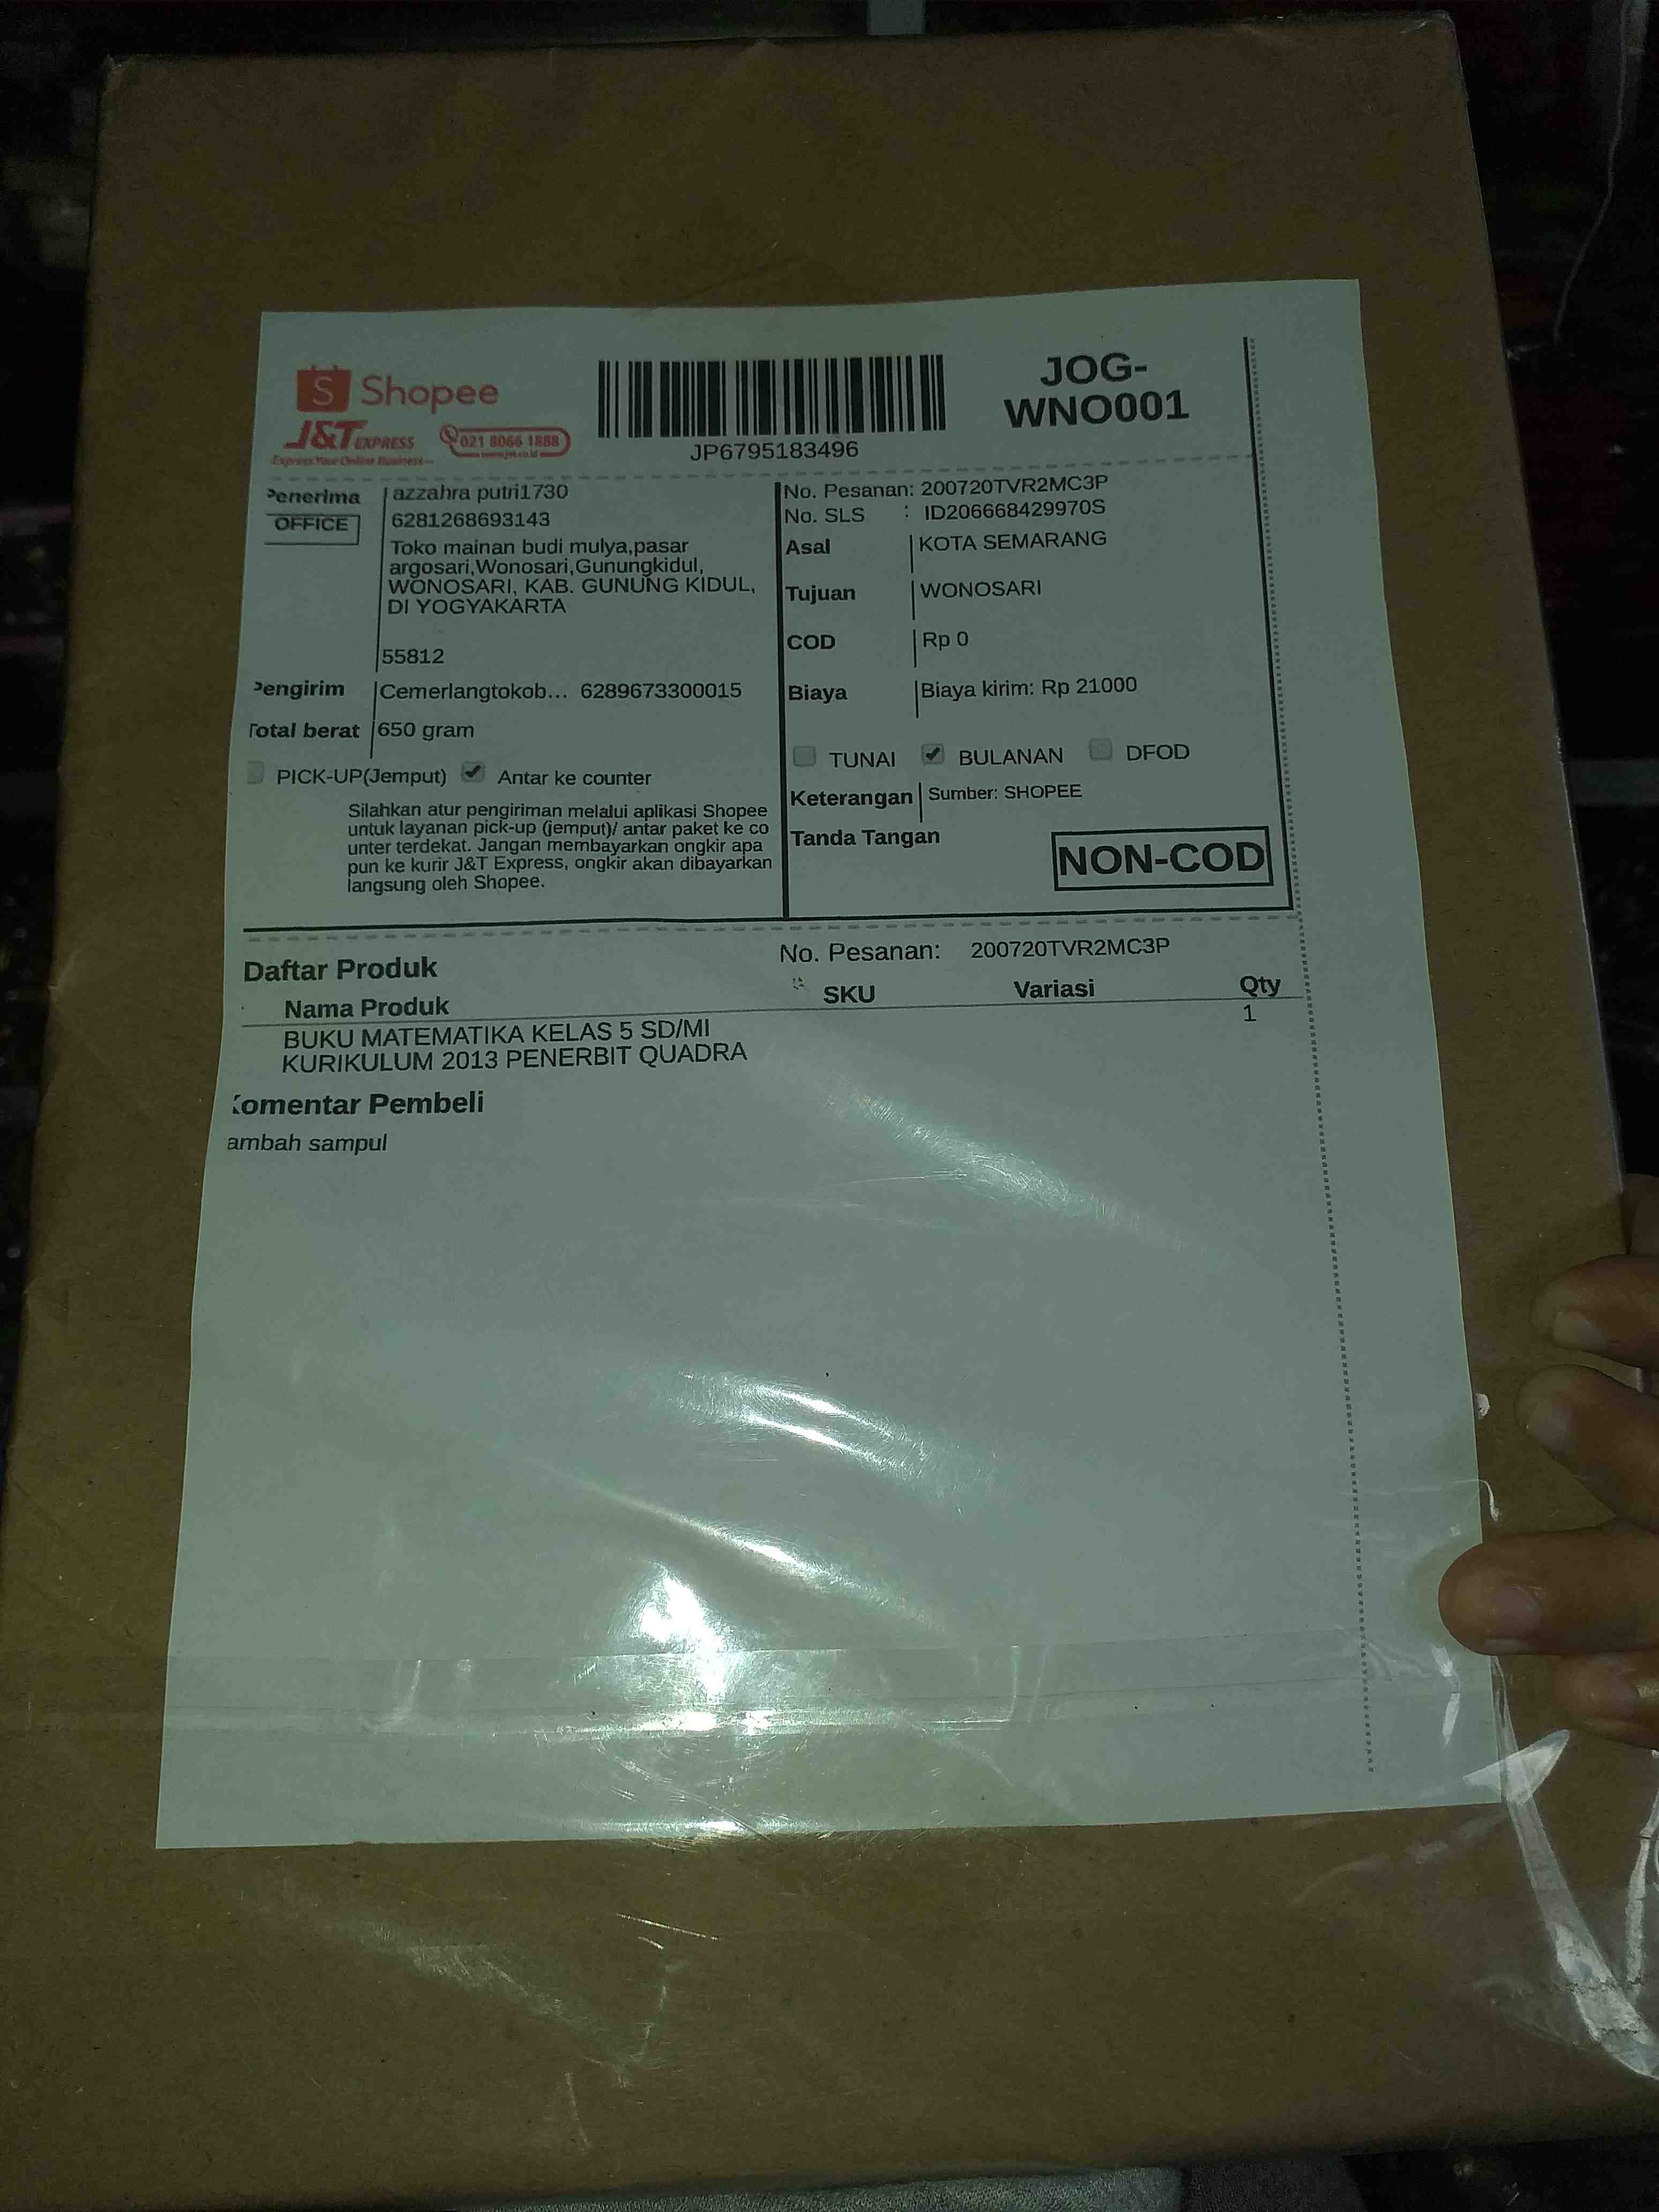 Shopee
J&T EXPRESS
021 8066 1888
www.jet.co.id
Express Your Online Business
JP6795183496
JOG-
WNO001
Penerima
OFFICE
azzahra putri1730
6281268693143
Toko mainan budi mulya,pasar
argosari,Wonosari,Gunungkidul,
WONOSARI, KAB. GUNUNG KIDUL,
DI YOGYAKARTA
55812
Pengirim Cemerlangtokob... 6289673300015
Total berat 650 gram
PICK-UP(Jemput) Antar ke counter
Silahkan atur pengiriman melalui aplikasi Shopee
untuk layanan pick-up (jemput)/ antar paket ke co
unter terdekat. Jangan membayarkan ongkir apa
pun ke kurir J&T Express, ongkir akan dibayarkan
langsung oleh Shopee.
No. Pesanan: 200720TVR2MC3P
No. SLS : ID206668429970S
Asal KOTA SEMARANG
Tujuan WONOSARI
COD Rp 0
Biaya Biaya kirim: Rp 21000
TUNAI BULANAN DFOD
Keterangan Sumber: SHOPEE
Tanda Tangan
NON-COD
Daftar Produk
No. Pesanan: 200720TVR2MC3P
Nama Produk SKU Variasi Qty
BUKU MATEMATIKA KELAS 5 SD/MI 1
KURIKULUM 2013 PENERBIT QUADRA
Komentar Pembeli
ambah sampul